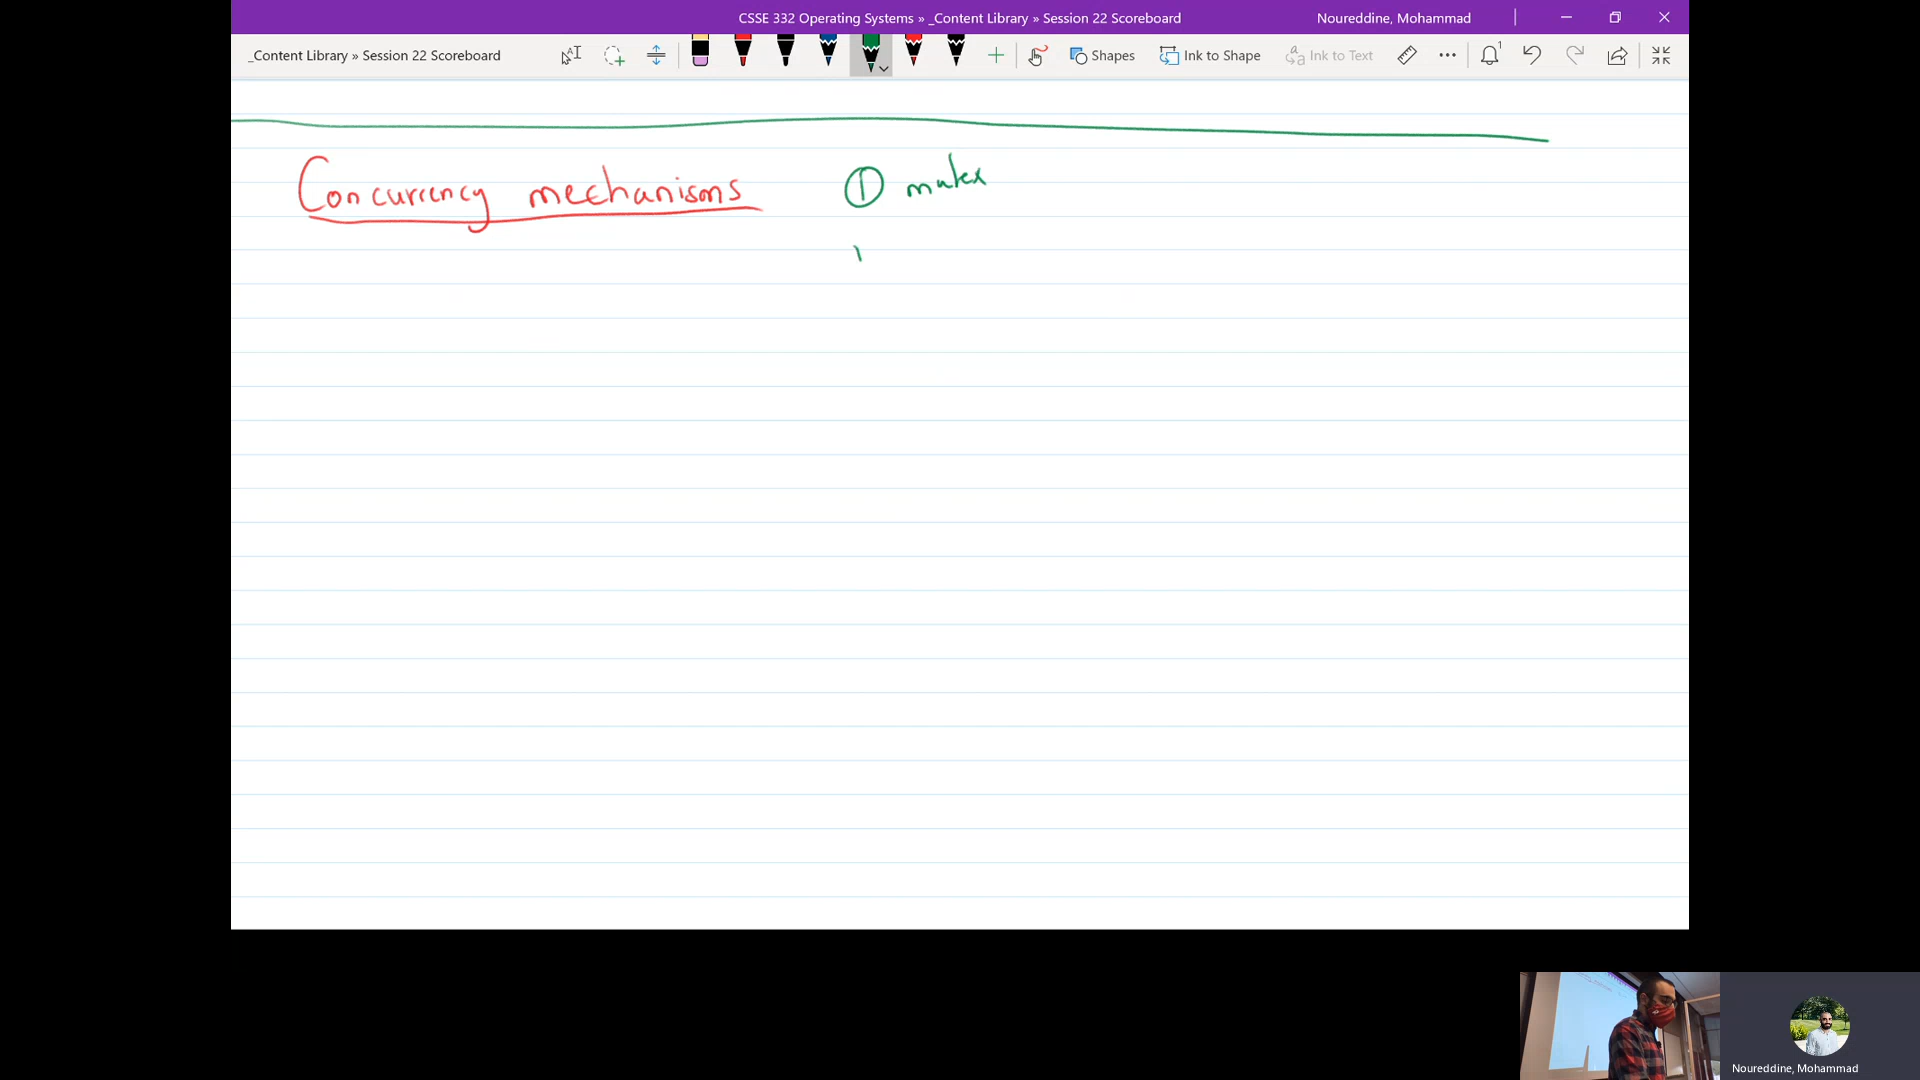 CSSE 332 Operating Systems » _Content Library » Session 22 Scoreboard
Noureddine, Mohammad
_Content Library » Session 22 Scoreboard
Shapes
Ink to Shape
Ink to Text
1
Concurrency mechanisms
① mutex
Noureddine, Mohammad